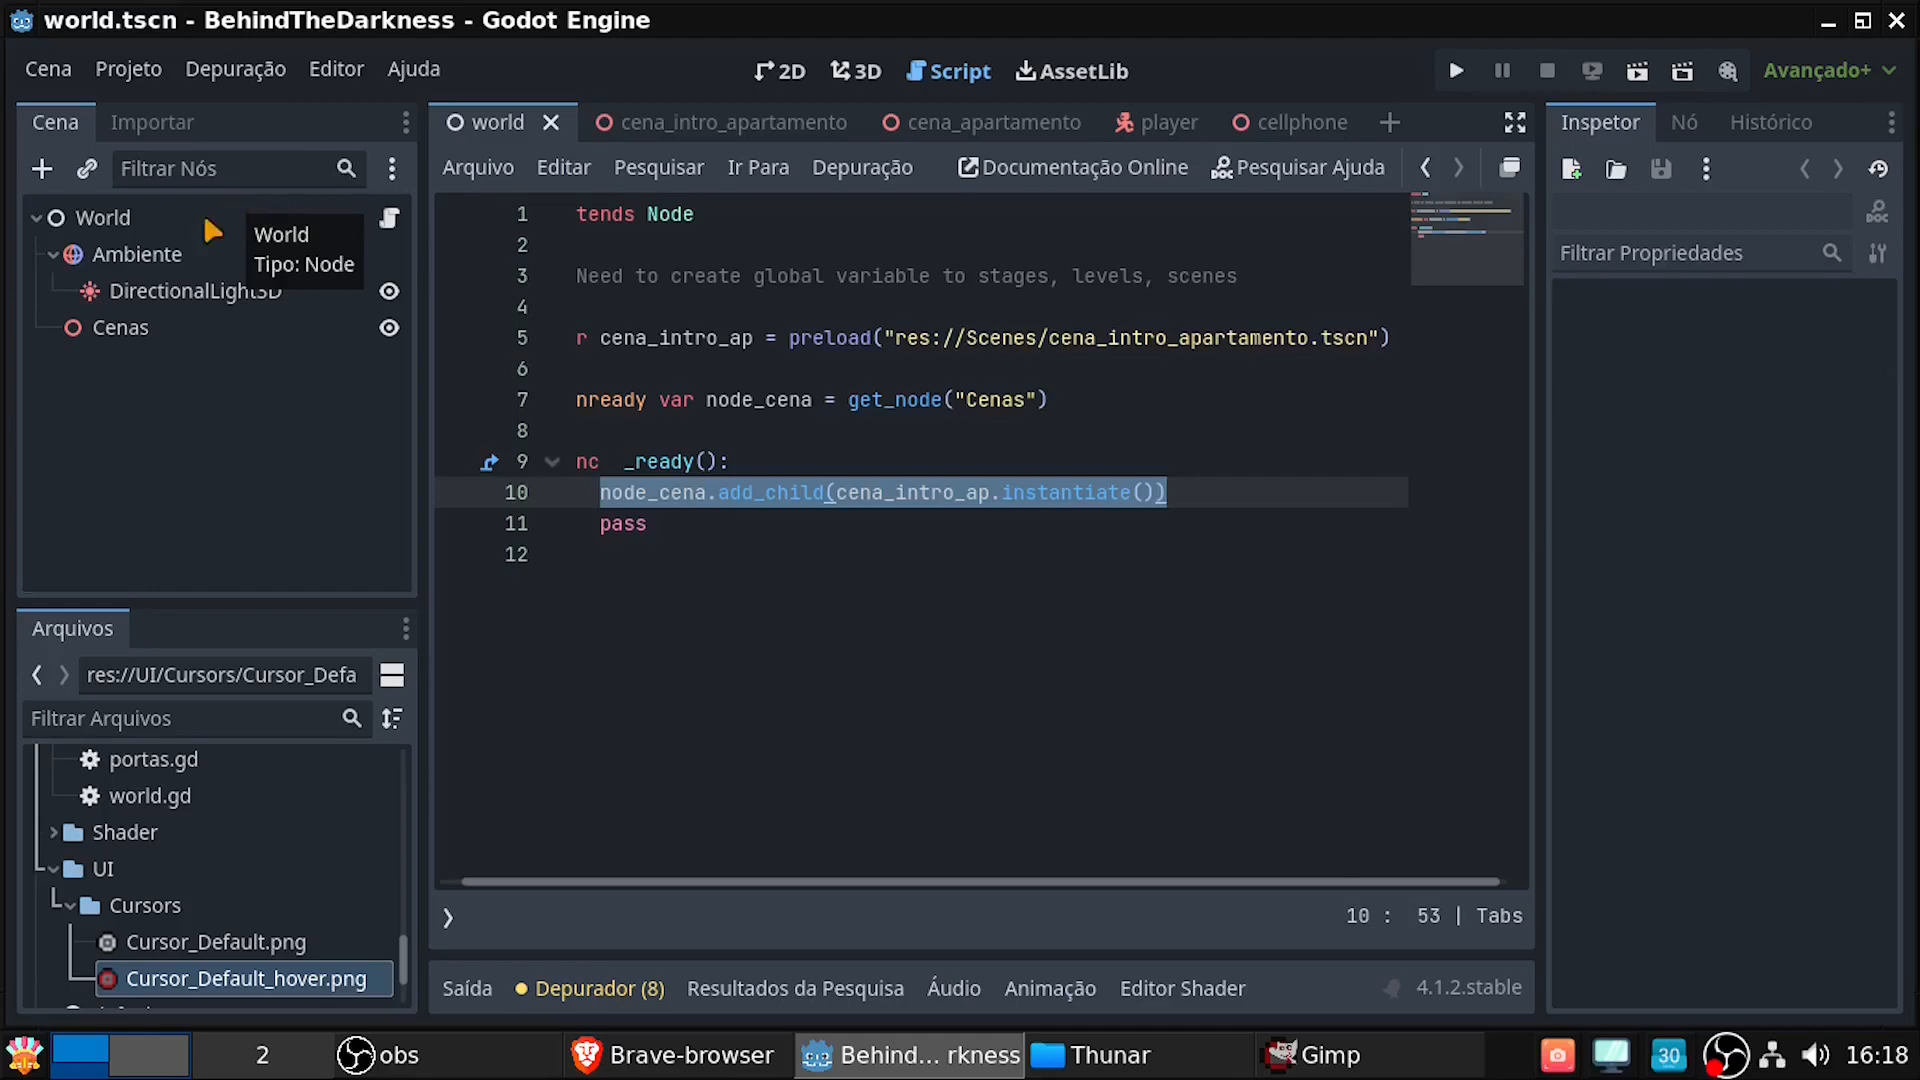 world.tscn - BehindTheDarkness - Godot Engine
Cena Projeto Depuração Editor Ajuda
2D 3D Script AssetLib
Avançado+
Cena Importar
world cena_intro_apartamento cena_apartamento player cellphone
Inspetor Nó Histórico
Filtrar Nós
Arquivo Editar Pesquisar Ir Para Depuração Documentação Online Pesquisar Ajuda
World
Ambiente
DirectionalLight3D
Cenas
World
Tipo: Node
1 tends Node
2
3 Need to create global variable to stages, levels, scenes
4
5 r cena_intro_ap = preload("res://Scenes/cena_intro_apartamento.tscn")
6
7 nready var node_cena = get_node("Cenas")
8
9 nc _ready():
10 node_cena.add_child(cena_intro_ap.instantiate())
11 pass
12
Filtrar Propriedades
DOC
Arquivos
res://UI/Cursors/Cursor_Defa
Filtrar Arquivos
portas.gd
world.gd
Shader
UI
Cursors
Cursor_Default.png
Cursor_Default_hover.png
10 : 53 | Tabs
Saída Depurador (8) Resultados da Pesquisa Áudio Animação Editor Shader
4.1.2.stable
2 obs Brave-browser Behind... rkness Thunar Gimp 30 16:18